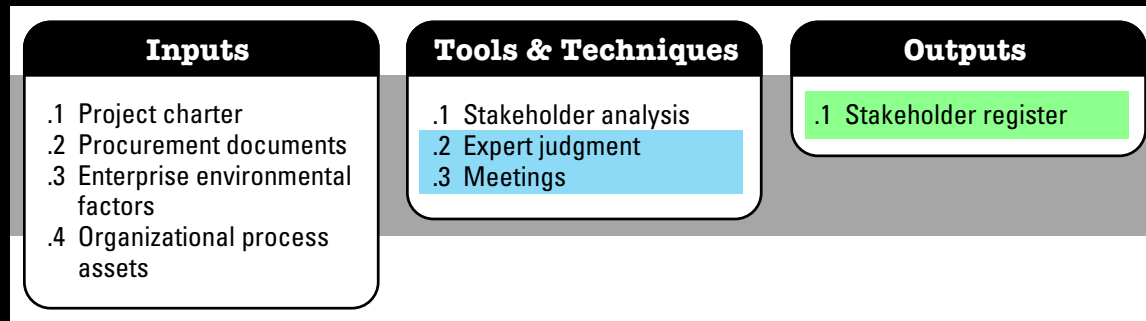 Inputs
.1 Project charter
.2 Procurement documents
.3 Enterprise environmental
factors
.4 Organizational process
assets
Tools & Techniques
.1 Stakeholder analysis
.2 Expert judgment
.3 Meetings
Outputs
.1 Stakeholder register